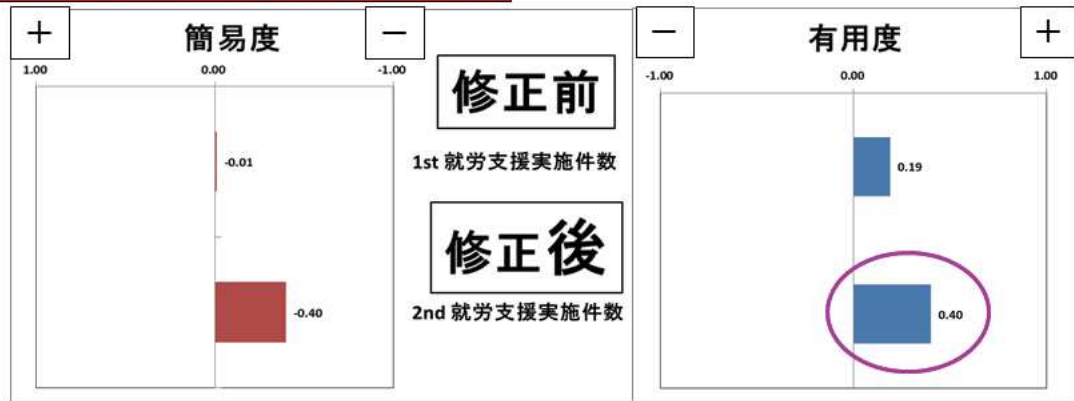 +
簡易度
−
1.00
0.00
-1.00
-0.01
-0.40
修正前
1st 就労支援実施件数
修正後
2nd 就労支援実施件数
−
有用度
+
-1.00
0.00
1.00
0.19
0.40